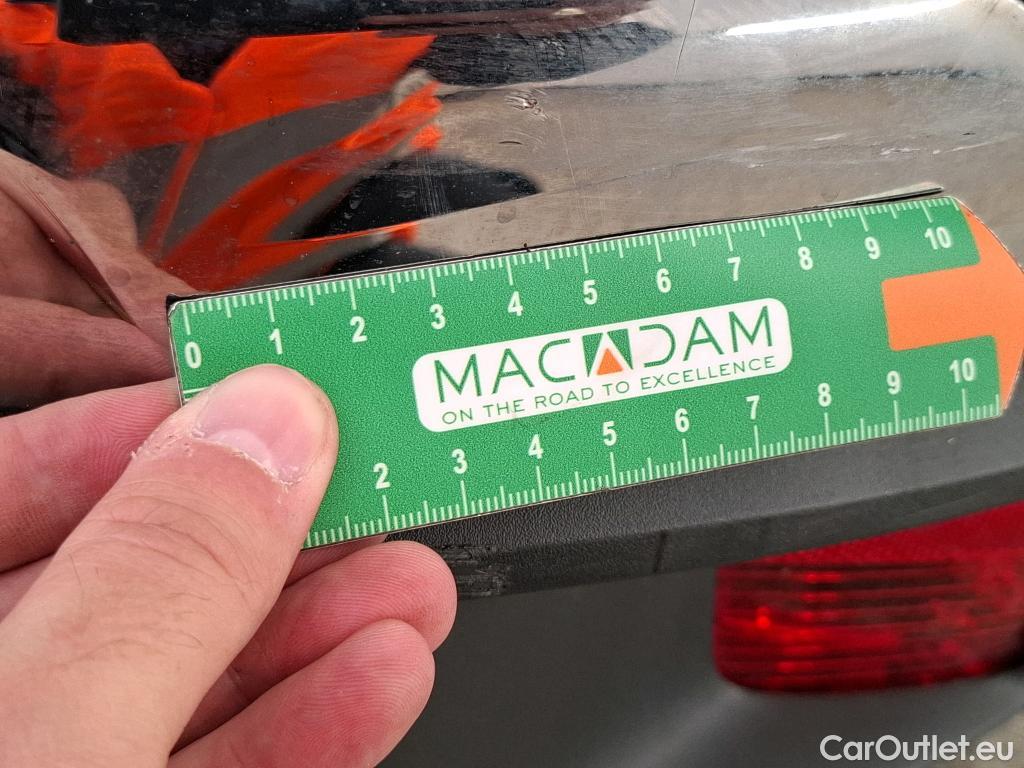 0 1 2 3 4 5 6 7 8 9 10
MACADAM
ON THE ROAD TO EXCELLENCE
2 3 4 5 6 7 8 9 10
CarOutlet.eu